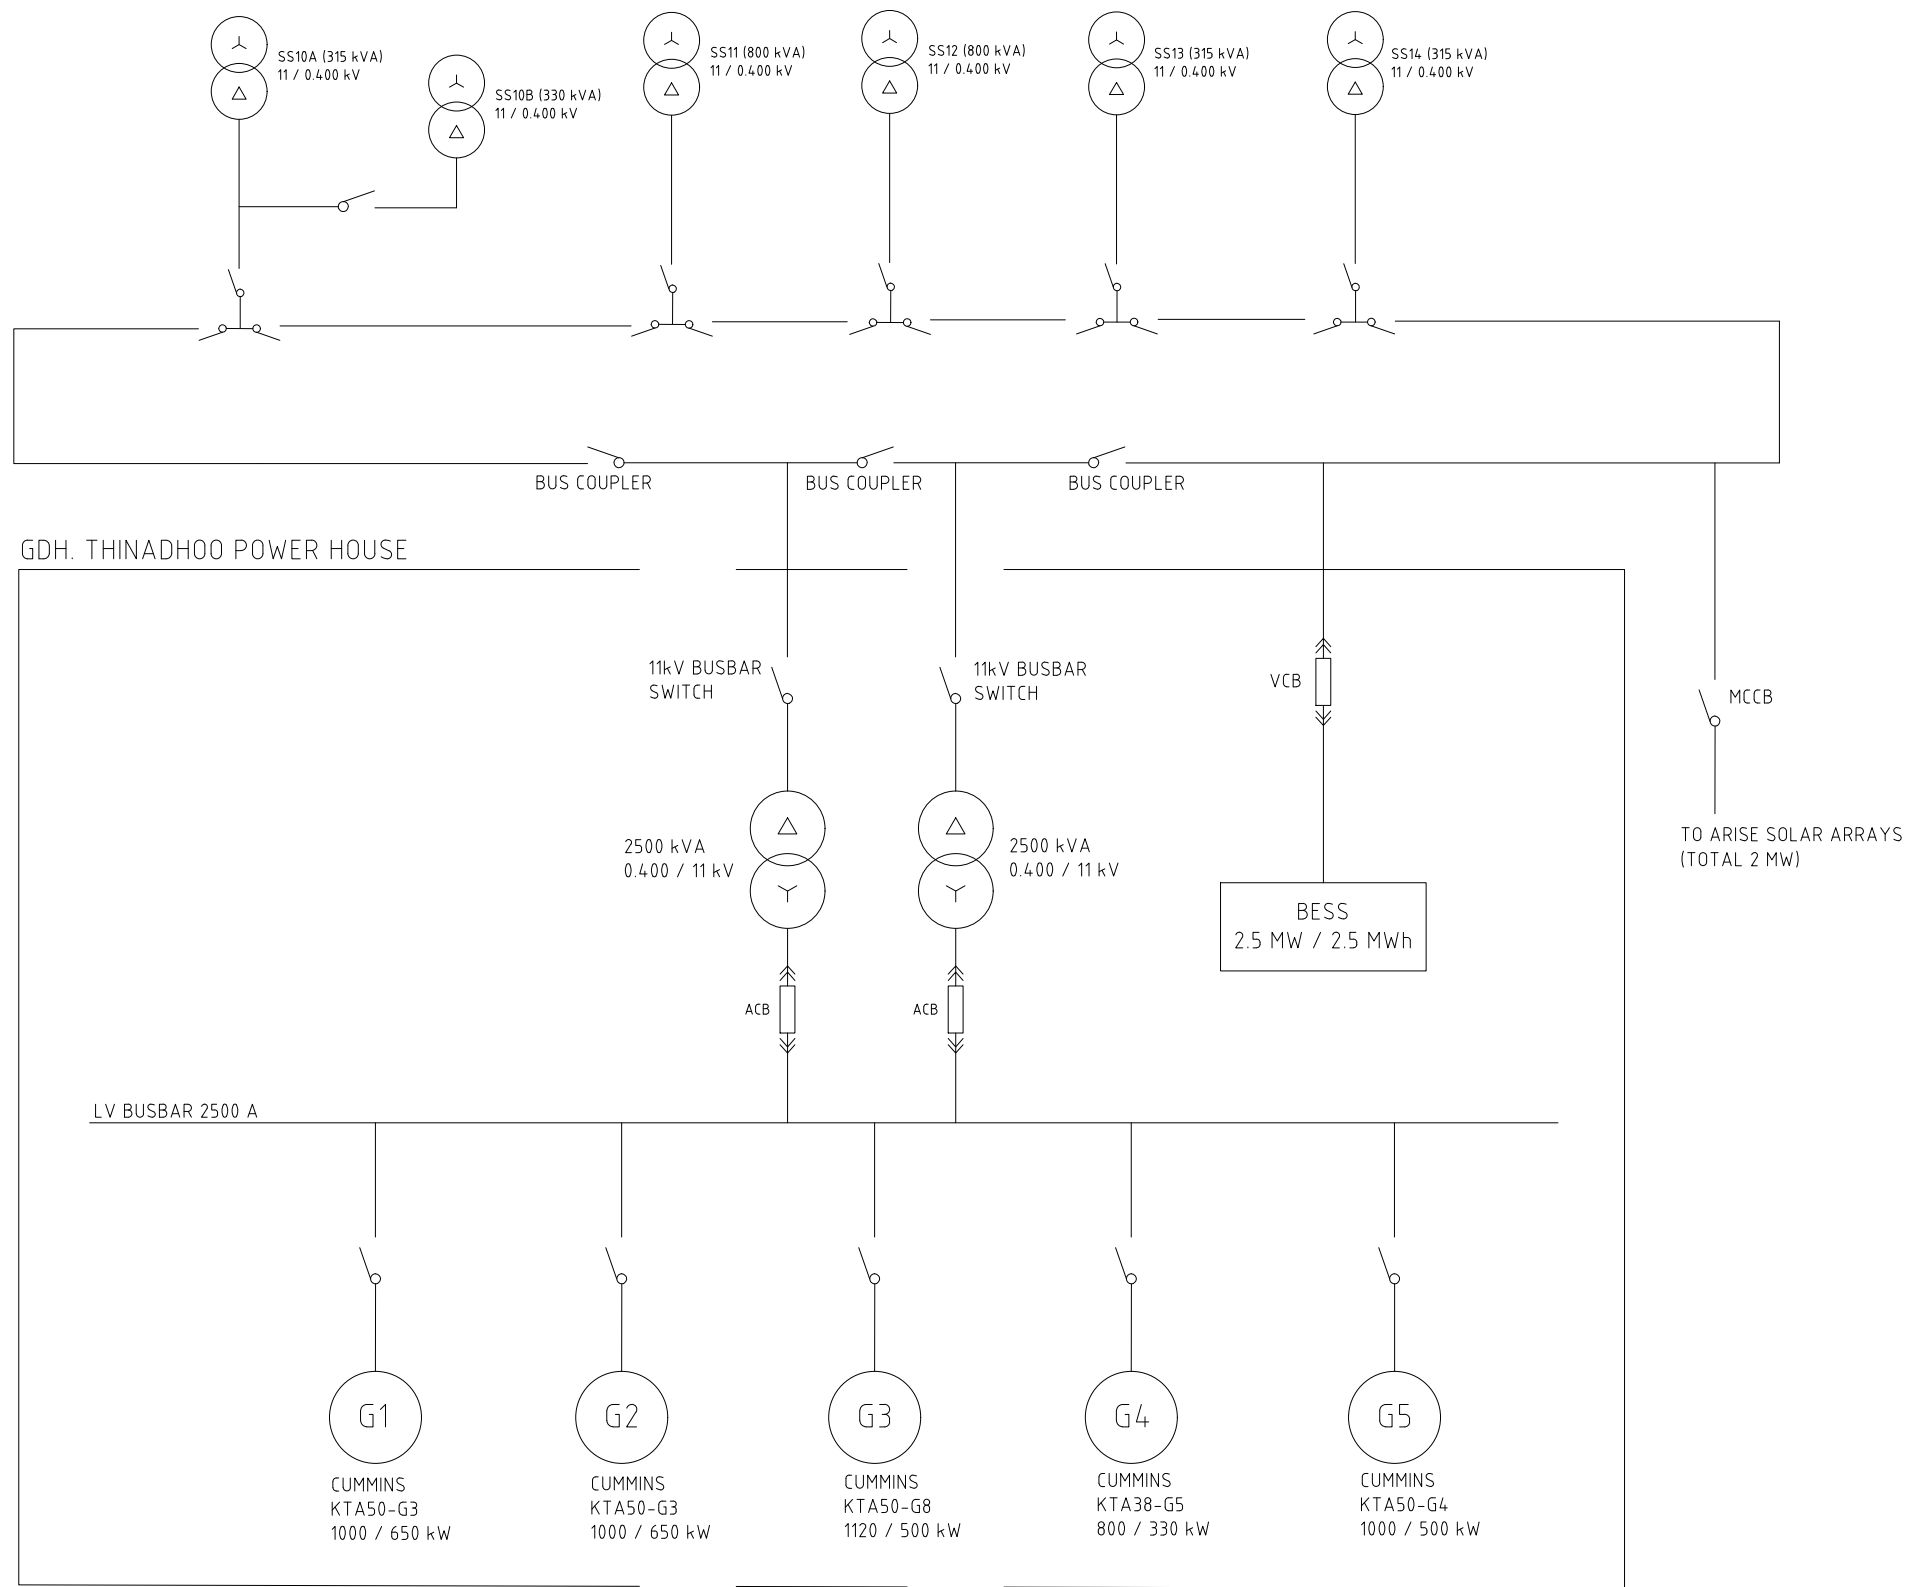 SS10A (315 kVA)
11 / 0.400 kV
SS10B (330 kVA)
11 / 0.400 kV
SS11 (800 kVA)
11 / 0.400 kV
SS12 (800 kVA)
11 / 0.400 kV
SS13 (315 kVA)
11 / 0.400 kV
SS14 (315 kVA)
11 / 0.400 kV
BUS COUPLER
BUS COUPLER
BUS COUPLER
GDH. THINADHOO POWER HOUSE
11kV BUSBAR
SWITCH
11kV BUSBAR
SWITCH
VCB
MCCB
2500 kVA
0.400 / 11 kV
2500 kVA
0.400 / 11 kV
TO ARISE SOLAR ARRAYS
(TOTAL 2 MW)
BESS
2.5 MW / 2.5 MWh
ACB
ACB
LV BUSBAR 2500 A
G1
CUMMINS
KTA50-G3
1000 / 650 kW
G2
CUMMINS
KTA50-G3
1000 / 650 kW
G3
CUMMINS
KTA50-G8
1120 / 500 kW
G4
CUMMINS
KTA38-G5
800 / 330 kW
G5
CUMMINS
KTA50-G4
1000 / 500 kW